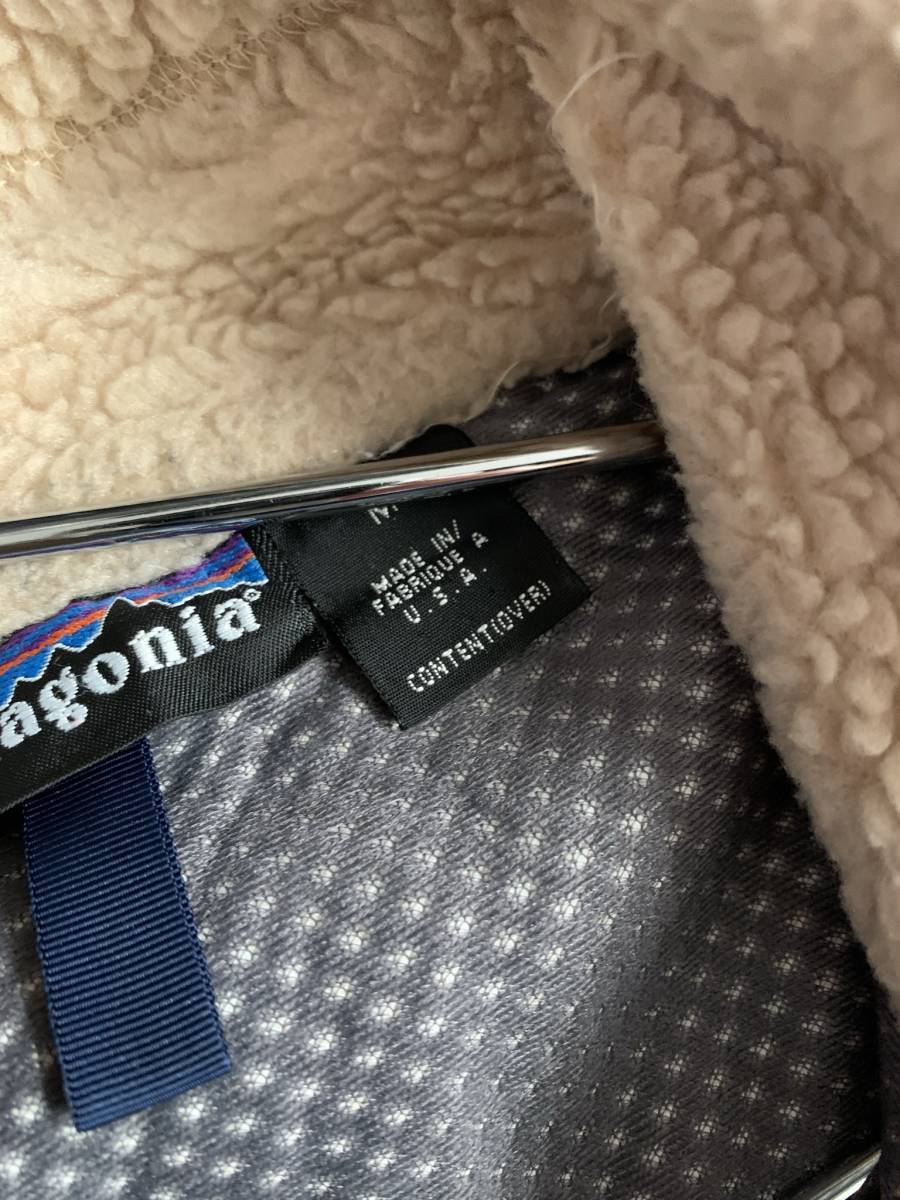 agonia®
M
MADE IN/
FABRIQUE A
U.S.A.
CONTENT(OVER)